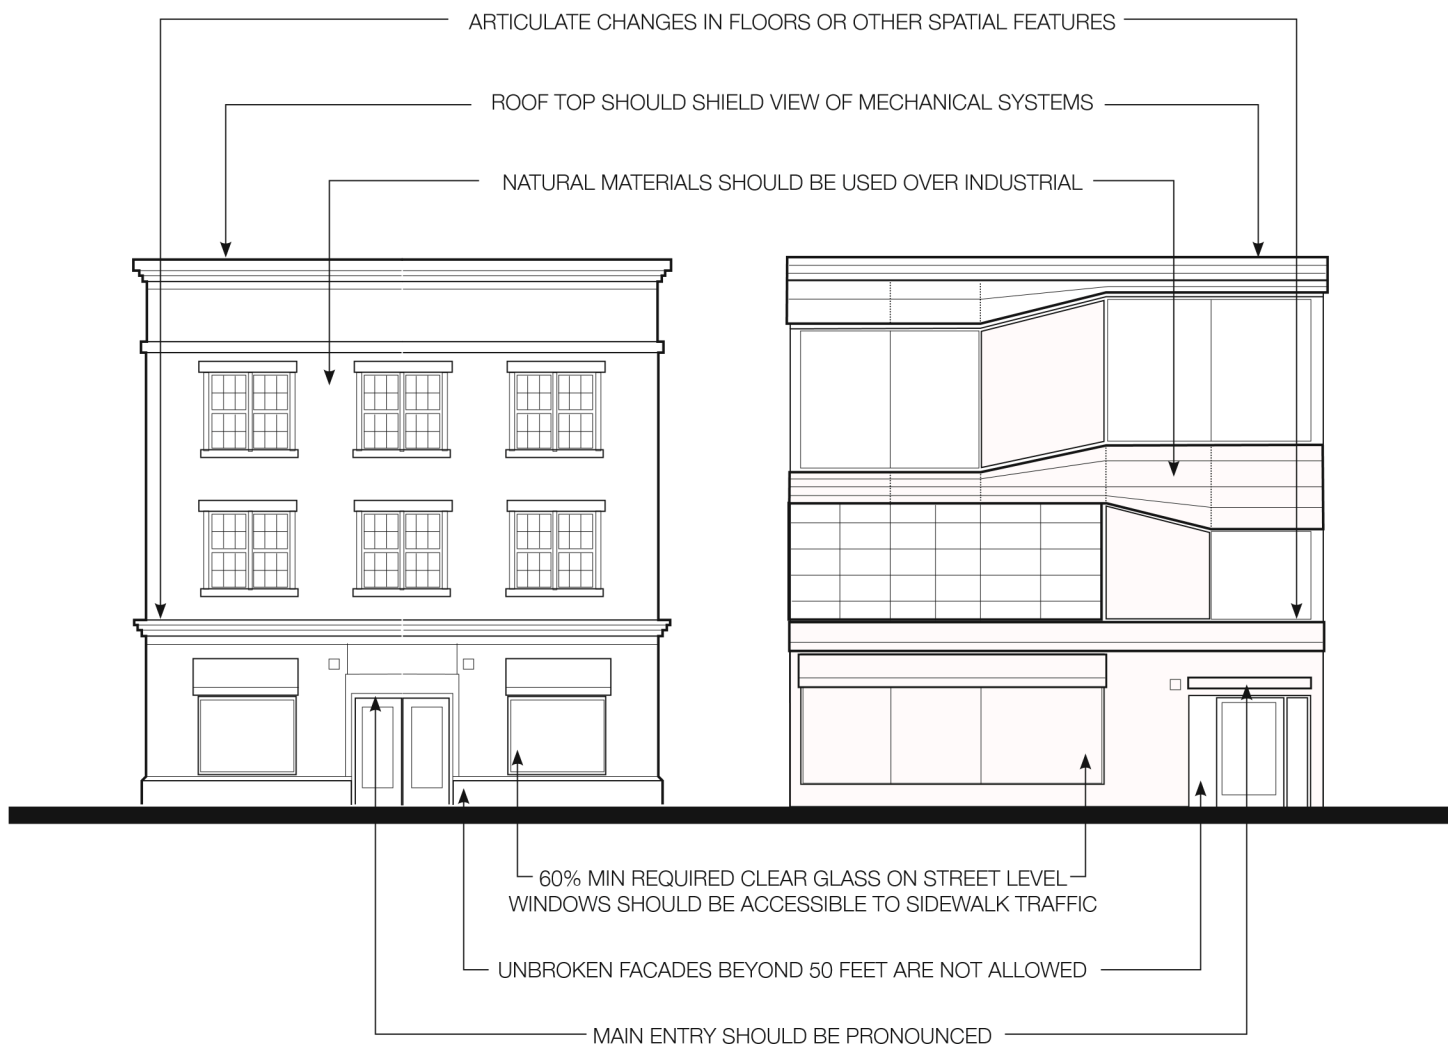 ARTICULATE CHANGES IN FLOORS OR OTHER SPATIAL FEATURES
ROOF TOP SHOULD SHIELD VIEW OF MECHANICAL SYSTEMS
NATURAL MATERIALS SHOULD BE USED OVER INDUSTRIAL
60% MIN REQUIRED CLEAR GLASS ON STREET LEVEL
WINDOWS SHOULD BE ACCESSIBLE TO SIDEWALK TRAFFIC
UNBROKEN FACADES BEYOND 50 FEET ARE NOT ALLOWED
MAIN ENTRY SHOULD BE PRONOUNCED